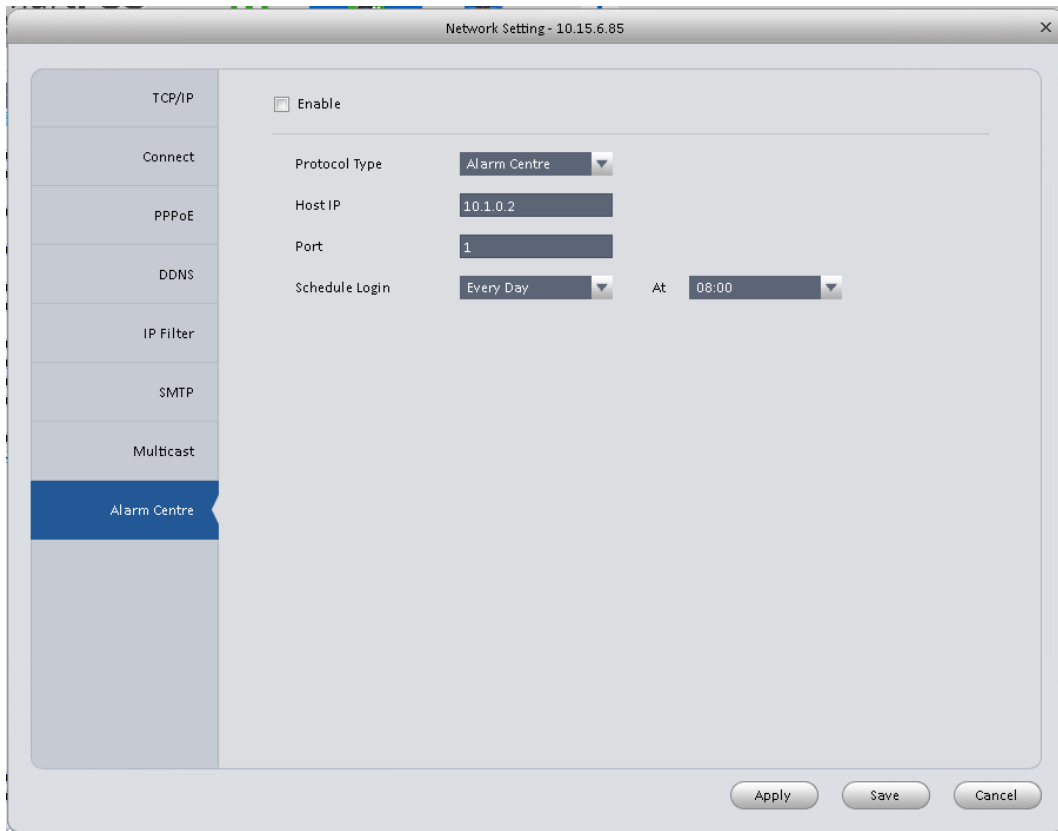 Network Setting - 10.15.6.85
TCP/IP
Connect
PPPoE
DDNS
IP Filter
SMTP
Multicast
Alarm Centre
Enable
Protocol Type Alarm Centre
Host IP 10.1.0.2
Port 1
Schedule Login Every Day At 08:00
Apply Save Cancel